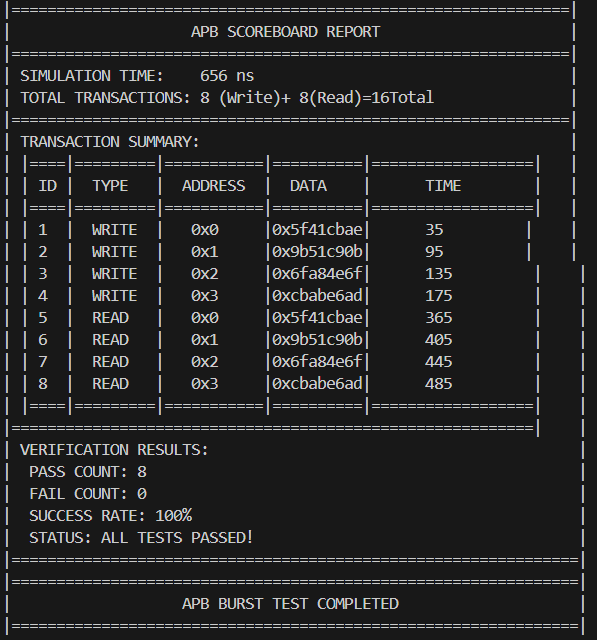 |==============================================================|
|                    APB SCOREBOARD REPORT                     |
|==============================================================|
| SIMULATION TIME:    656 ns                                   |
| TOTAL TRANSACTIONS: 8 (Write)+ 8(Read)=16Total               |
|==============================================================|
| TRANSACTION SUMMARY:                                         |
| |====|=========|===========|==========|==================|   |
| | ID |  TYPE   |  ADDRESS  |  DATA    |      TIME        |   |
| |====|=========|===========|==========|==================|   |
| | 1  |  WRITE  |   0x0     |0x5f41cbae|      35         |    |
| | 2  |  WRITE  |   0x1     |0x9b51c90b|      95         |    |
| | 3  |  WRITE  |   0x2     |0x6fa84e6f|      135         |    |
| | 4  |  WRITE  |   0x3     |0xcbabe6ad|      175         |    |
| | 5  |  READ   |   0x0     |0x5f41cbae|      365         |    |
| | 6  |  READ   |   0x1     |0x9b51c90b|      405         |    |
| | 7  |  READ   |   0x2     |0x6fa84e6f|      445         |    |
| | 8  |  READ   |   0x3     |0xcbabe6ad|      485         |    |
| |====|=========|===========|==========|==================|    |
|==========================================================|    |
| VERIFICATION RESULTS:                                         |
|  PASS COUNT: 8                                                |
|  FAIL COUNT: 0                                                |
|  SUCCESS RATE: 100%                                           |
|  STATUS: ALL TESTS PASSED!                                    |
|===============================================================|
|===============================================================|
|                   APB BURST TEST COMPLETED                    |
|===============================================================|